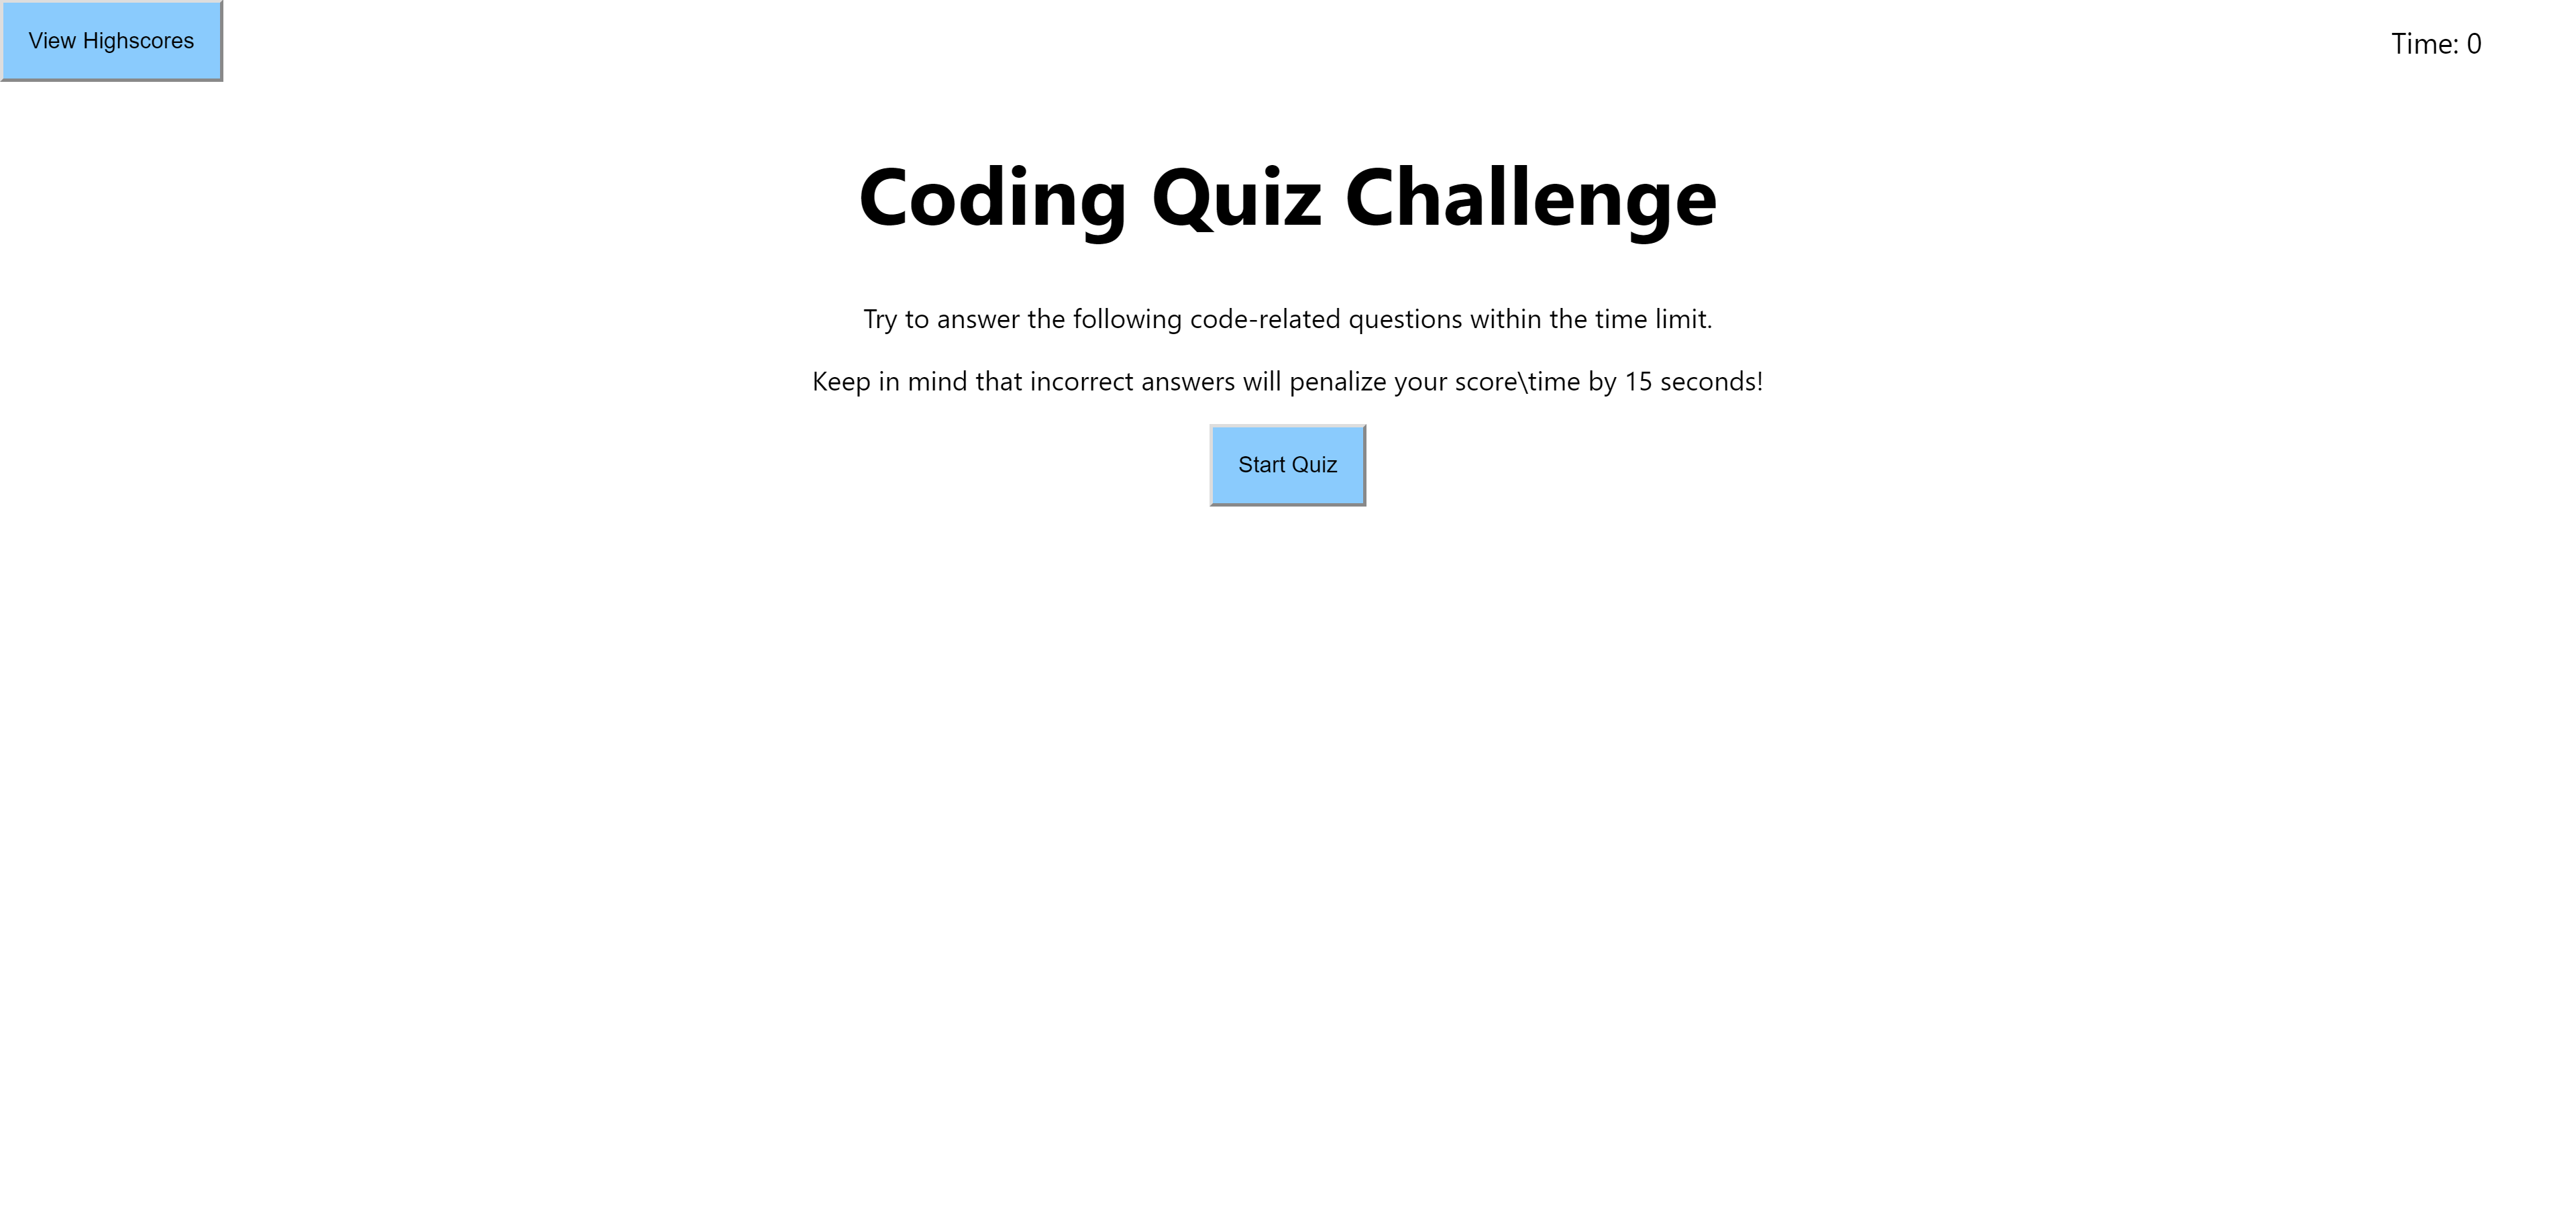 View Highscores
Time: 0
Coding Quiz Challenge
Try to answer the following code-related questions within the time limit.
Keep in mind that incorrect answers will penalize your score\time by 15 seconds!
Start Quiz